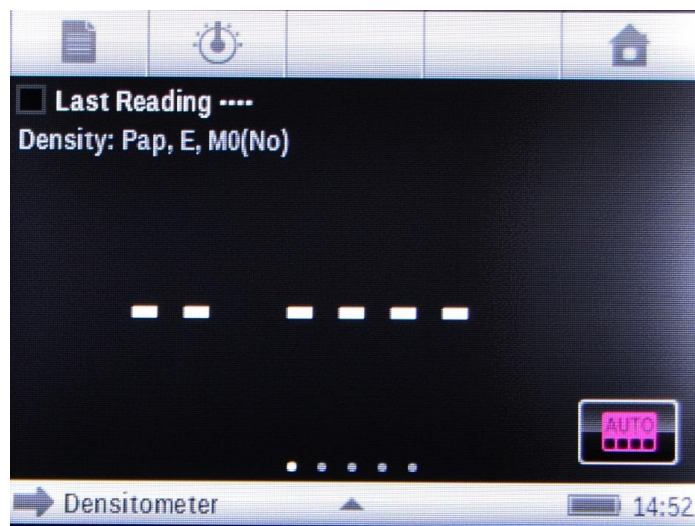 Last Reading ----
Density: Pap, E, M0(No)
-- ----
AUTO
Densitometer
14:52